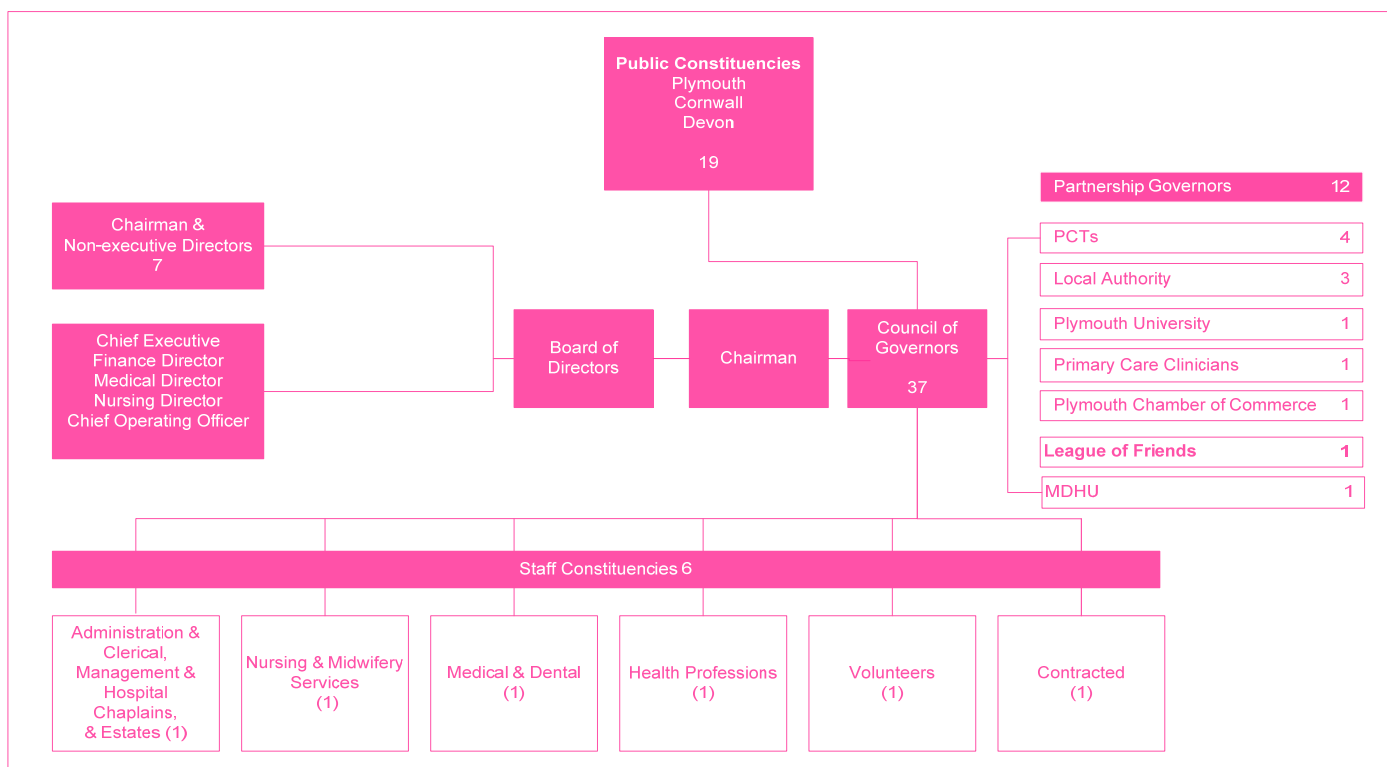 Public Constituencies
Plymouth
Cornwall
Devon
19
Partnership Governors 12
PCTs 4
Local Authority 3
Plymouth University 1
Primary Care Clinicians 1
Plymouth Chamber of Commerce 1
League of Friends 1
MDHU 1
Chairman &
Non-executive Directors
7
Chief Executive
Finance Director
Medical Director
Nursing Director
Chief Operating Officer
Board of
Directors
Chairman
Council of
Governors
37
Staff Constituencies 6
Administration &
Clerical,
Management &
Hospital
Chaplains,
& Estates (1)
Nursing & Midwifery
Services
(1)
Medical & Dental
(1)
Health Professions
(1)
Volunteers
(1)
Contracted
(1)